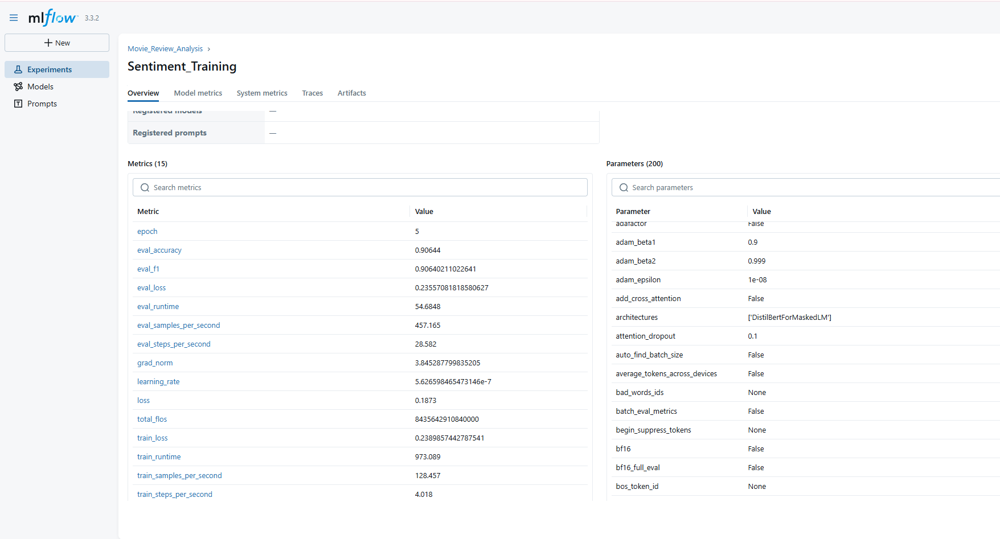 mlflow™ 3.3.2
+ New
Experiments
Models
Prompts
Movie_Review_Analysis ›
Sentiment_Training
Overview Model metrics System metrics Traces Artifacts
Registered models —
Registered prompts —
Metrics (15)
Search metrics
Metric Value
epoch 5
eval_accuracy 0.90644
eval_f1 0.90640211022641
eval_loss 0.23557081818580627
eval_runtime 54.6848
eval_samples_per_second 457.165
eval_steps_per_second 28.582
grad_norm 3.845287799835205
learning_rate 5.626598465473146e-7
loss 0.1873
total_flos 8435642910840000
train_loss 0.2389857442787541
train_runtime 973.089
train_samples_per_second 128.457
train_steps_per_second 4.018
Parameters (200)
Search parameters
Parameter Value
adafactor False
adam_beta1 0.9
adam_beta2 0.999
adam_epsilon 1e-08
add_cross_attention False
architectures ['DistilBertForMaskedLM']
attention_dropout 0.1
auto_find_batch_size False
average_tokens_across_devices False
bad_words_ids None
batch_eval_metrics False
begin_suppress_tokens None
bf16 False
bf16_full_eval False
bos_token_id None